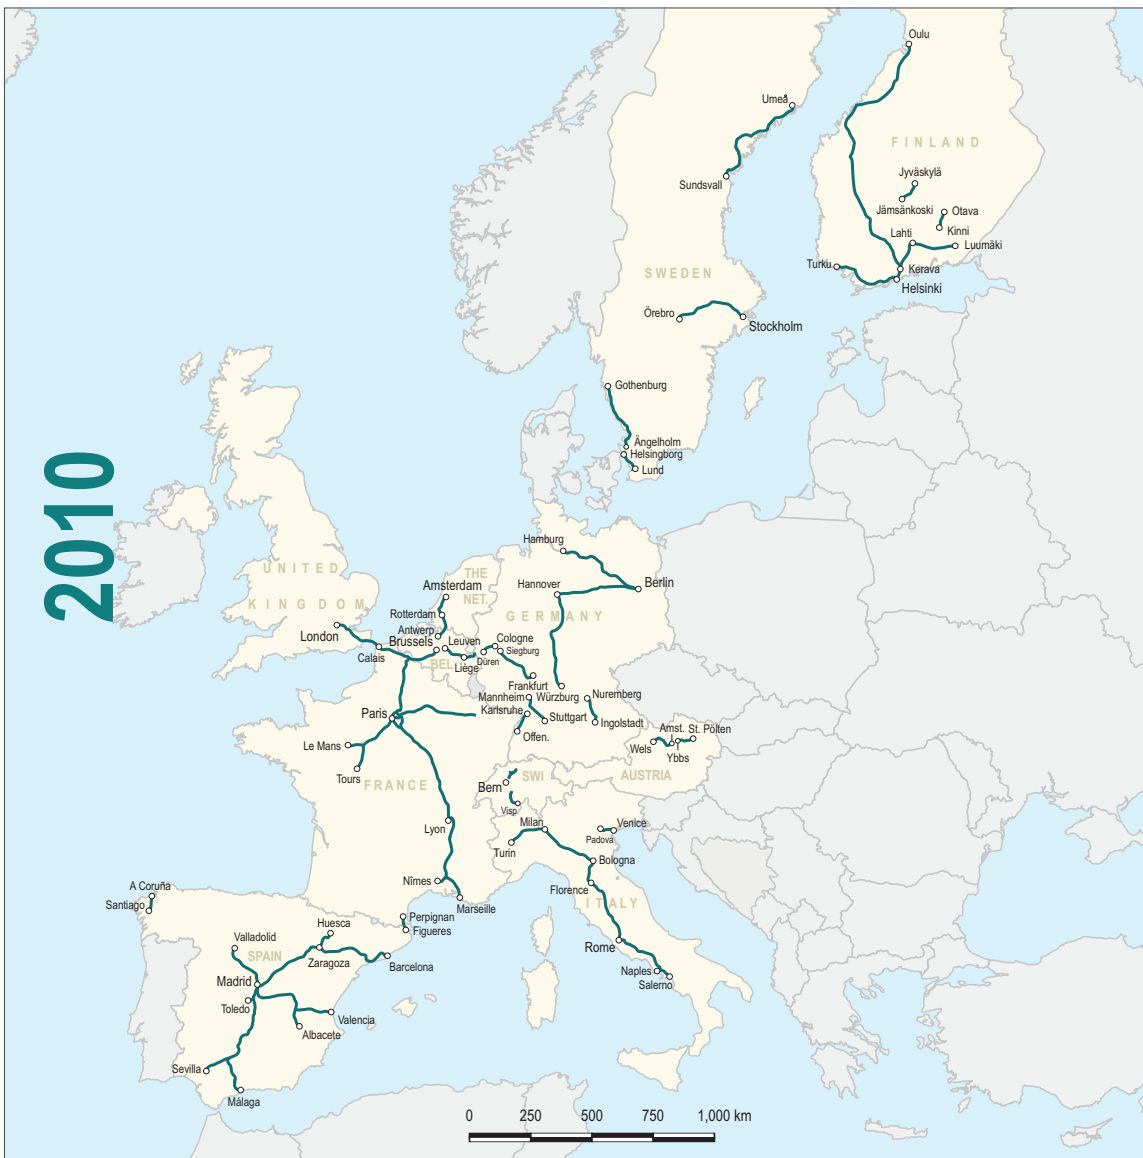 2010
Oulu
Umeå
FINLAND
Jyväskylä
Sundsvall
Jämsänkoski
Otava
Lahti
Kinni
Luumäki
Turku
Kerava
SWEDEN
Helsinki
Örebro
Stockholm
Gothenburg
Ängelholm
Helsingborg
Lund
Hamburg
UNITED
KINGDOM
THE
NET.
Amsterdam
Hannover
Berlin
Rotterdam
GERMANY
Antwerp
London
Brussels
Leuven
Cologne
Siegburg
Calais
BEL
Liège
Düren
Frankfurt
Mannheim
Würzburg
Nuremberg
Paris
Karlsruhe
Stuttgart
Ingolstadt
Offen.
Amst.
St. Pölten
Le Mans
Wels
Ybbs
Tours
FRANCE
SWI
AUSTRIA
Bern
Visp
Lyon
Milan
Venice
Padova
Turin
Bologna
Nîmes
Florence
A Coruña
Santiago
Marseille
ITALY
Perpignan
Huesca
Figueres
Valladolid
SPAIN
Zaragoza
Barcelona
Rome
Madrid
Naples
Salerno
Toledo
Valencia
Albacete
Sevilla
Málaga
0 250 500 750 1,000 km